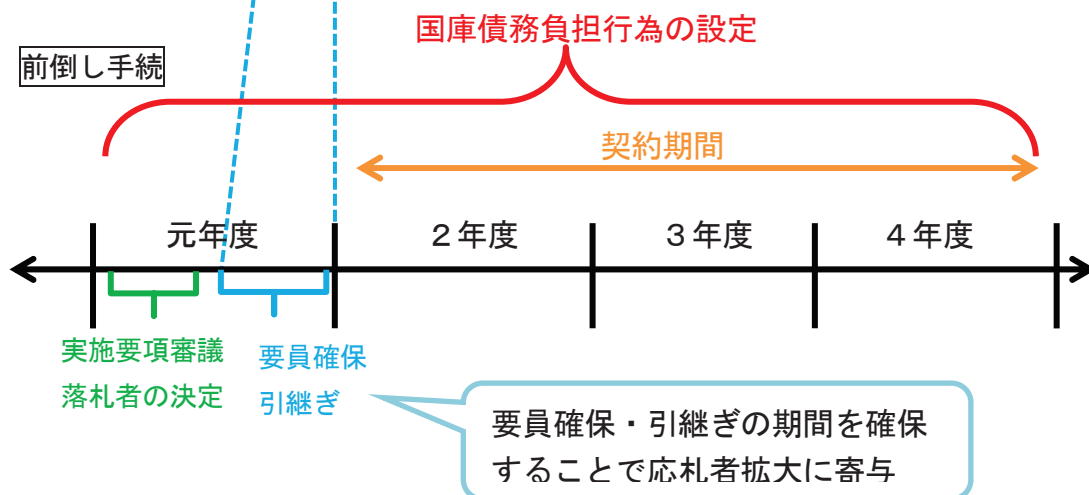 国庫債務負担行為の設定
前倒し手続
契約期間
元年度
２年度
３年度
４年度
実施要項審議
落札者の決定
要員確保
引継ぎ
要員確保・引継ぎの期間を確保
することで応札者拡大に寄与